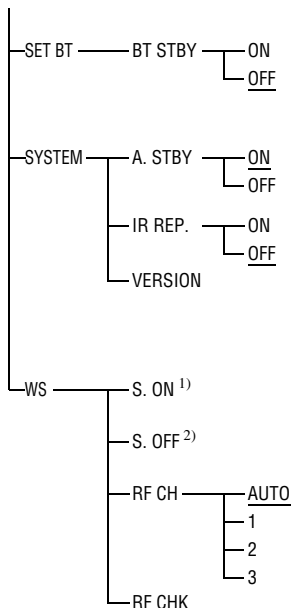 SET BT BT STBY ON
OFF
SYSTEM A. STBY ON
OFF
IR REP. ON
OFF
VERSION
WS S. ON 1)
S. OFF 2)
RF CH AUTO
1
2
3
RF CHK